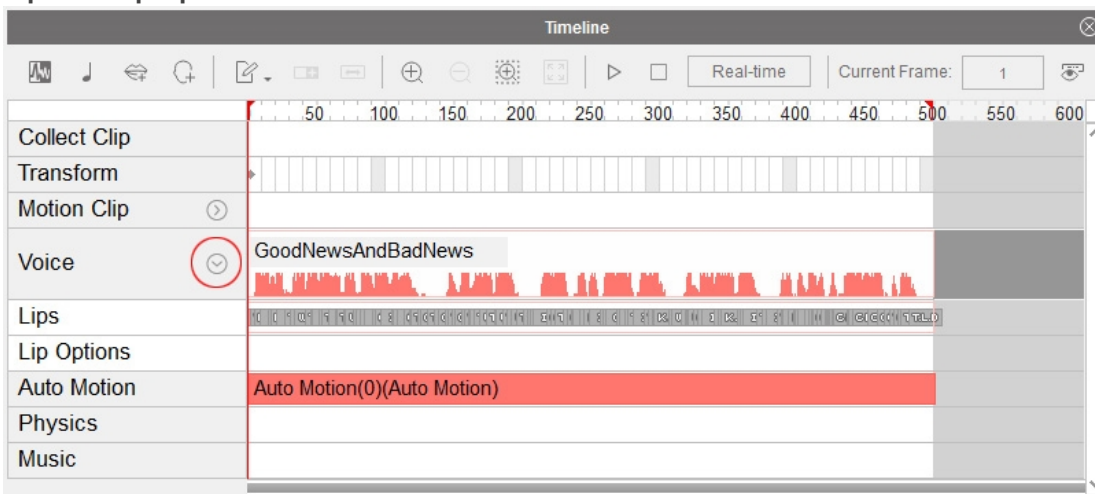 Timeline
Real-time Current Frame: 1
50 100 150 200 250 300 350 400 450 500 550 600
Collect Clip
Transform
Motion Clip
Voice
GoodNewsAndBadNews
Lips
Lip Options
Auto Motion
Auto Motion(0)(Auto Motion)
Physics
Music